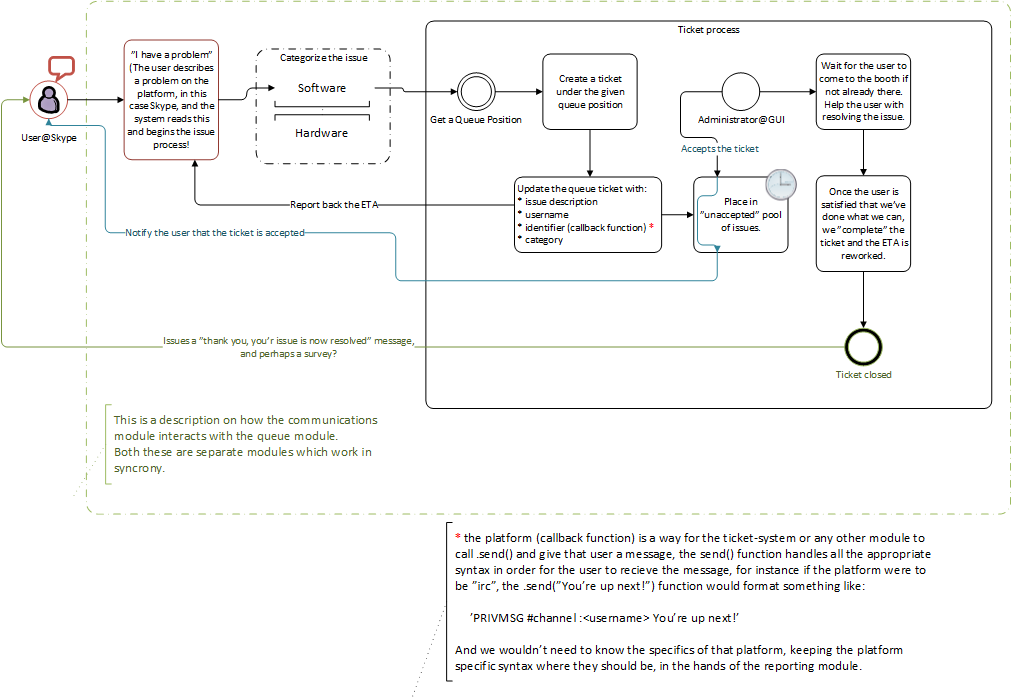 Ticket process
"I have a problem"
(The user describes
a problem on the
platform, in this
case Skype, and the
system reads this
and begins the issue
process!
User@Skype
Categorize the issue
Software
Hardware
Get a Queue Position
Create a ticket
under the given
queue position
Administrator@GUI
Wait for the user to
come to the booth if
not already there.
Help the user with
resolving the issue.
Accepts the ticket
Update the queue ticket with:
* issue description
* username
* identifier (callback function) *
* category
Place in
"unaccepted" pool
of issues.
Once the user is
satisfied that we've
done what we can,
we "complete" the
ticket and the ETA is
reworked.
Report back the ETA
Notify the user that the ticket is accepted
Issues a "thank you, you'r issue is now resolved" message,
and perhaps a survey?
Ticket closed
This is a description on how the communications
module interacts with the queue module.
Both these are separate modules which work in
syncrony.
* the platform (callback function) is a way for the ticket-system or any other module to
call .send() and give that user a message, the send() function handles all the appropriate
syntax in order for the user to recieve the message, for instance if the platform were to
be "irc", the .send("You're up next!") function would format something like:
'PRIVMSG #channel :<username> You're up next!'
And we wouldn't need to know the specifics of that platform, keeping the platform
specific syntax where they should be, in the hands of the reporting module.